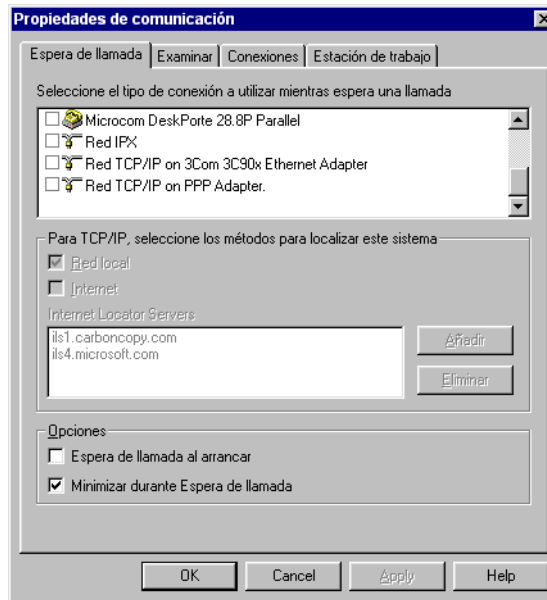 Propiedades de comunicación
Espera de llamada Examinar Conexiones Estación de trabajo
Seleccione el tipo de conexión a utilizar mientras espera una llamada
Microcom DeskPorte 28.8P Parallel
Red IPX
Red TCP/IP on 3Com 3C90x Ethernet Adapter
Red TCP/IP on PPP Adapter.
Para TCP/IP, seleccione los métodos para localizar este sistema
Red local
Internet
Internet Locator Servers
ils1.carboncopy.com
ils4.microsoft.com
Añadir
Eliminar
Opciones
Espera de llamada al arrancar
Minimizar durante Espera de llamada
OK Cancel Apply Help